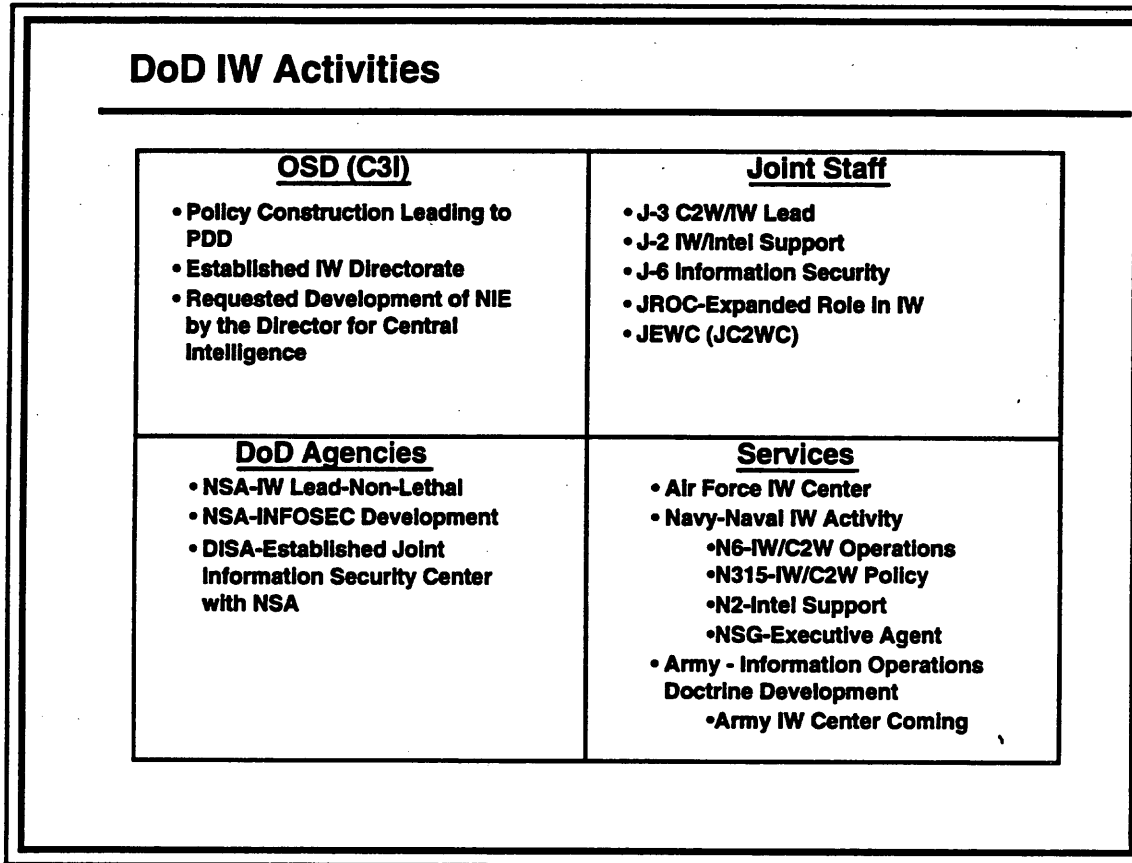 DoD IW Activities
OSD (C3I)
• Policy Construction Leading to
PDD
• Established IW Directorate
• Requested Development of NIE
by the Director for Central
Intelligence
Joint Staff
• J-3 C2W/IW Lead
• J-2 IW/Intel Support
• J-6 Information Security
• JROC-Expanded Role in IW
• JEWC (JC2WC)
DoD Agencies
• NSA-IW Lead-Non-Lethal
• NSA-INFOSEC Development
• DISA-Established Joint
Information Security Center
with NSA
Services
• Air Force IW Center
• Navy-Naval IW Activity
•N6-IW/C2W Operations
•N315-IW/C2W Policy
•N2-Intel Support
•NSG-Executive Agent
• Army - Information Operations
Doctrine Development
•Army IW Center Coming